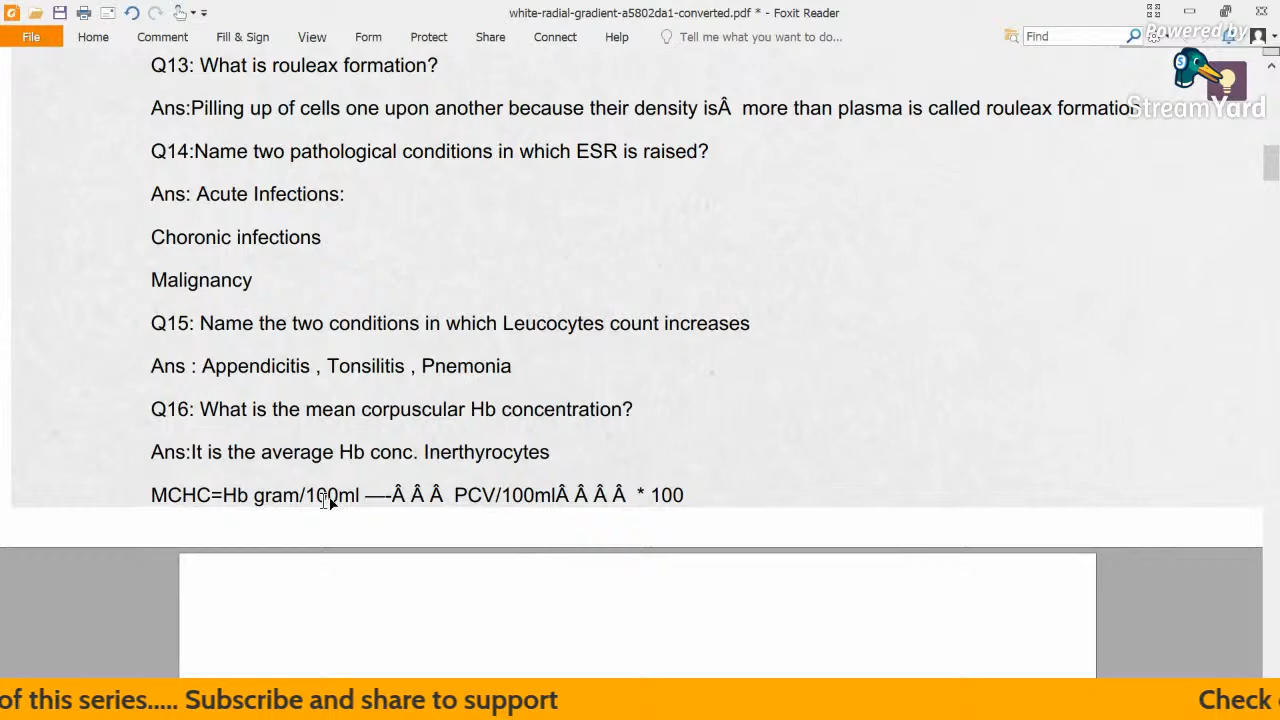 white-radial-gradient-a5802da1-converted.pdf * - Foxit Reader
File Home Comment Fill & Sign View Form Protect Share Connect Help Tell me what you want to do... Find
Powered by
StreamYard
Q13: What is rouleax formation?
Ans:Pilling up of cells one upon another because their density isÂ  more than plasma is called rouleax formation
Q14:Name two pathological conditions in which ESR is raised?
Ans: Acute Infections:
Choronic infections
Malignancy
Q15: Name the two conditions in which Leucocytes count increases
Ans : Appendicitis , Tonsilitis , Pnemonia
Q16: What is the mean corpuscular Hb concentration?
Ans:It is the average Hb conc. Inerthyrocytes
MCHC=Hb gram/100ml —-Â Â Â  PCV/100mlÂ Â Â Â  * 100
of this series..... Subscribe and share to support
Check